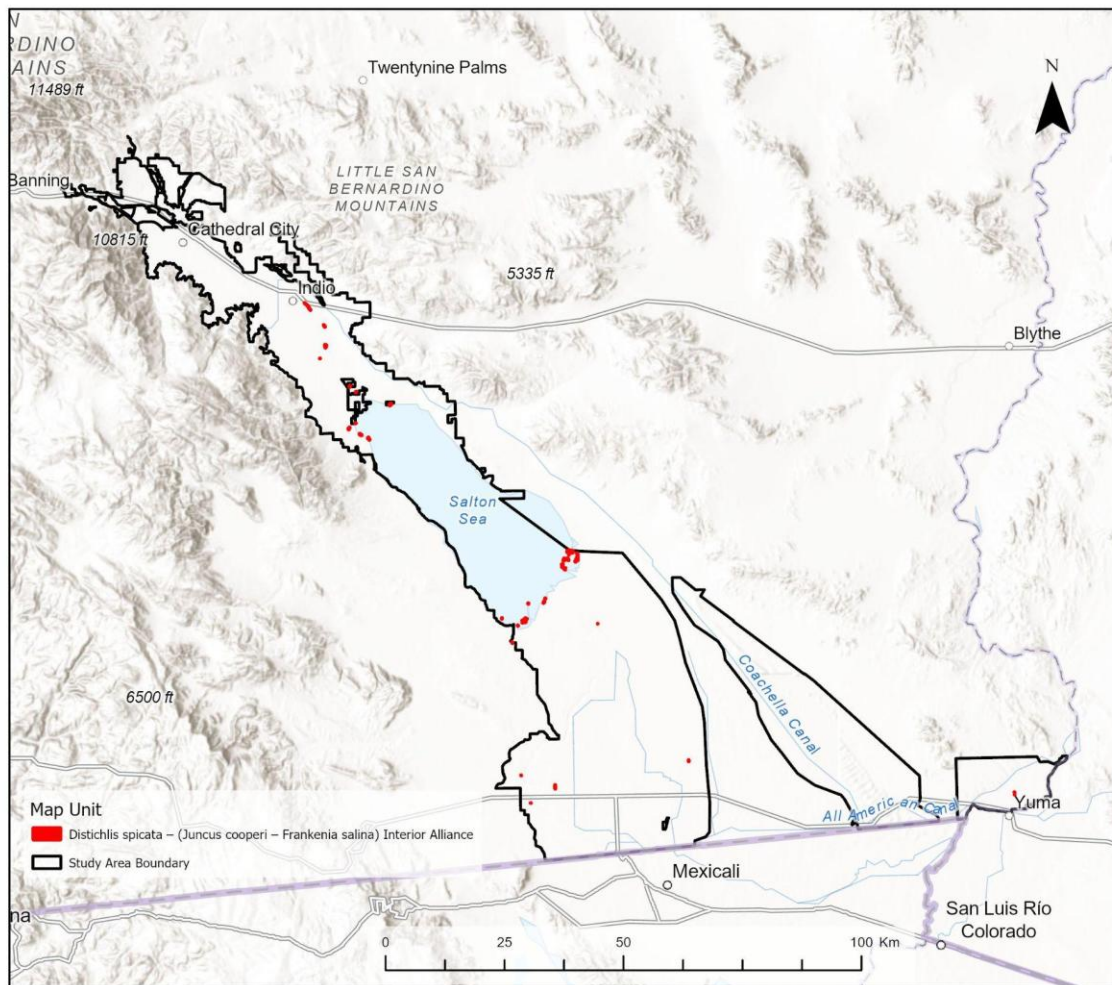 N
RDINO
AINS
11489 ft
Twentynine Palms
N
LITTLE SAN
BERNARDINO
MOUNTAINS
Banning
10815 ft
Cathedral City
5335 ft
Indio
Blythe
Salton
Sea
6500 ft
Coachella Canal
All American Canal
Yuma
Map Unit
Distichlis spicata – (Juncus cooperi – Frankenia salina) Interior Alliance
Study Area Boundary
Mexicali
San Luis Río
Colorado
na
0 25 50 100 Km